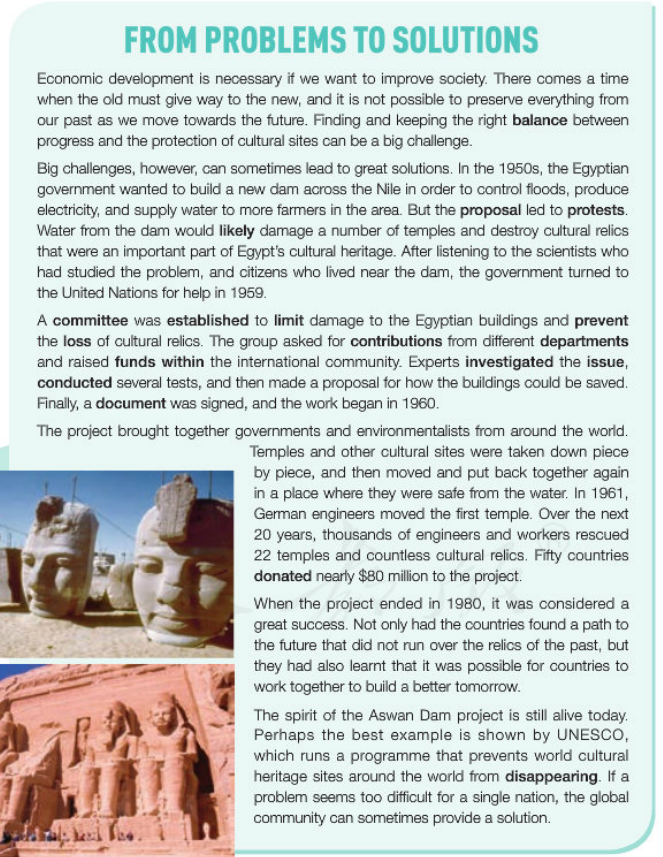 FROM PROBLEMS TO SOLUTIONS
Economic development is necessary if we want to improve society. There comes a time
when the old must give way to the new, and it is not possible to preserve everything from
our past as we move towards the future. Finding and keeping the right balance between
progress and the protection of cultural sites can be a big challenge.
Big challenges, however, can sometimes lead to great solutions. In the 1950s, the Egyptian
government wanted to build a new dam across the Nile in order to control floods, produce
electricity, and supply water to more farmers in the area. But the proposal led to protests.
Water from the dam would likely damage a number of temples and destroy cultural relics
that were an important part of Egypt's cultural heritage. After listening to the scientists who
had studied the problem, and citizens who lived near the dam, the government turned to
the United Nations for help in 1959.
A committee was established to limit damage to the Egyptian buildings and prevent
the loss of cultural relics. The group asked for contributions from different departments
and raised funds within the international community. Experts investigated the issue,
conducted several tests, and then made a proposal for how the buildings could be saved.
Finally, a document was signed, and the work began in 1960.
The project brought together governments and environmentalists from around the world.
Temples and other cultural sites were taken down piece
by piece, and then moved and put back together again
in a place where they were safe from the water. In 1961,
German engineers moved the first temple. Over the next
20 years, thousands of engineers and workers rescued
22 temples and countless cultural relics. Fifty countries
donated nearly $80 million to the project.
When the project ended in 1980, it was considered a
great success. Not only had the countries found a path to
the future that did not run over the relics of the past, but
they had also learnt that it was possible for countries to
work together to build a better tomorrow.
The spirit of the Aswan Dam project is still alive today.
Perhaps the best example is shown by UNESCO,
which runs a programme that prevents world cultural
heritage sites around the world from disappearing. If a
problem seems too difficult for a single nation, the global
community can sometimes provide a solution.